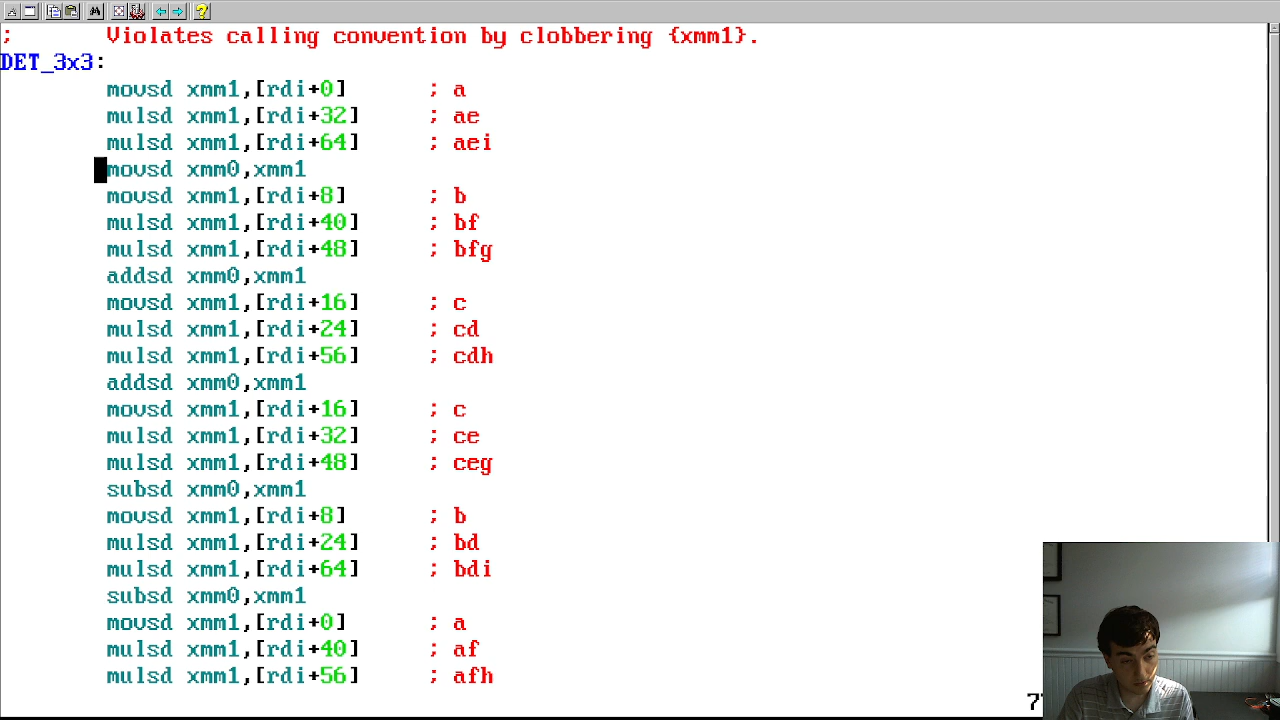 ; Violates calling convention by clobbering {xmm1}.
DET_3x3:
movsd xmm1,[rdi+0] ; a
mulsd xmm1,[rdi+32] ; ae
mulsd xmm1,[rdi+64] ; aei
movsd xmm0,xmm1
movsd xmm1,[rdi+8] ; b
mulsd xmm1,[rdi+40] ; bf
mulsd xmm1,[rdi+48] ; bfg
addsd xmm0,xmm1
movsd xmm1,[rdi+16] ; c
mulsd xmm1,[rdi+24] ; cd
mulsd xmm1,[rdi+56] ; cdh
addsd xmm0,xmm1
movsd xmm1,[rdi+16] ; c
mulsd xmm1,[rdi+32] ; ce
mulsd xmm1,[rdi+48] ; ceg
subsd xmm0,xmm1
movsd xmm1,[rdi+8] ; b
mulsd xmm1,[rdi+24] ; bd
mulsd xmm1,[rdi+64] ; bdi
subsd xmm0,xmm1
movsd xmm1,[rdi+0] ; a
mulsd xmm1,[rdi+40] ; af
mulsd xmm1,[rdi+56] ; afh